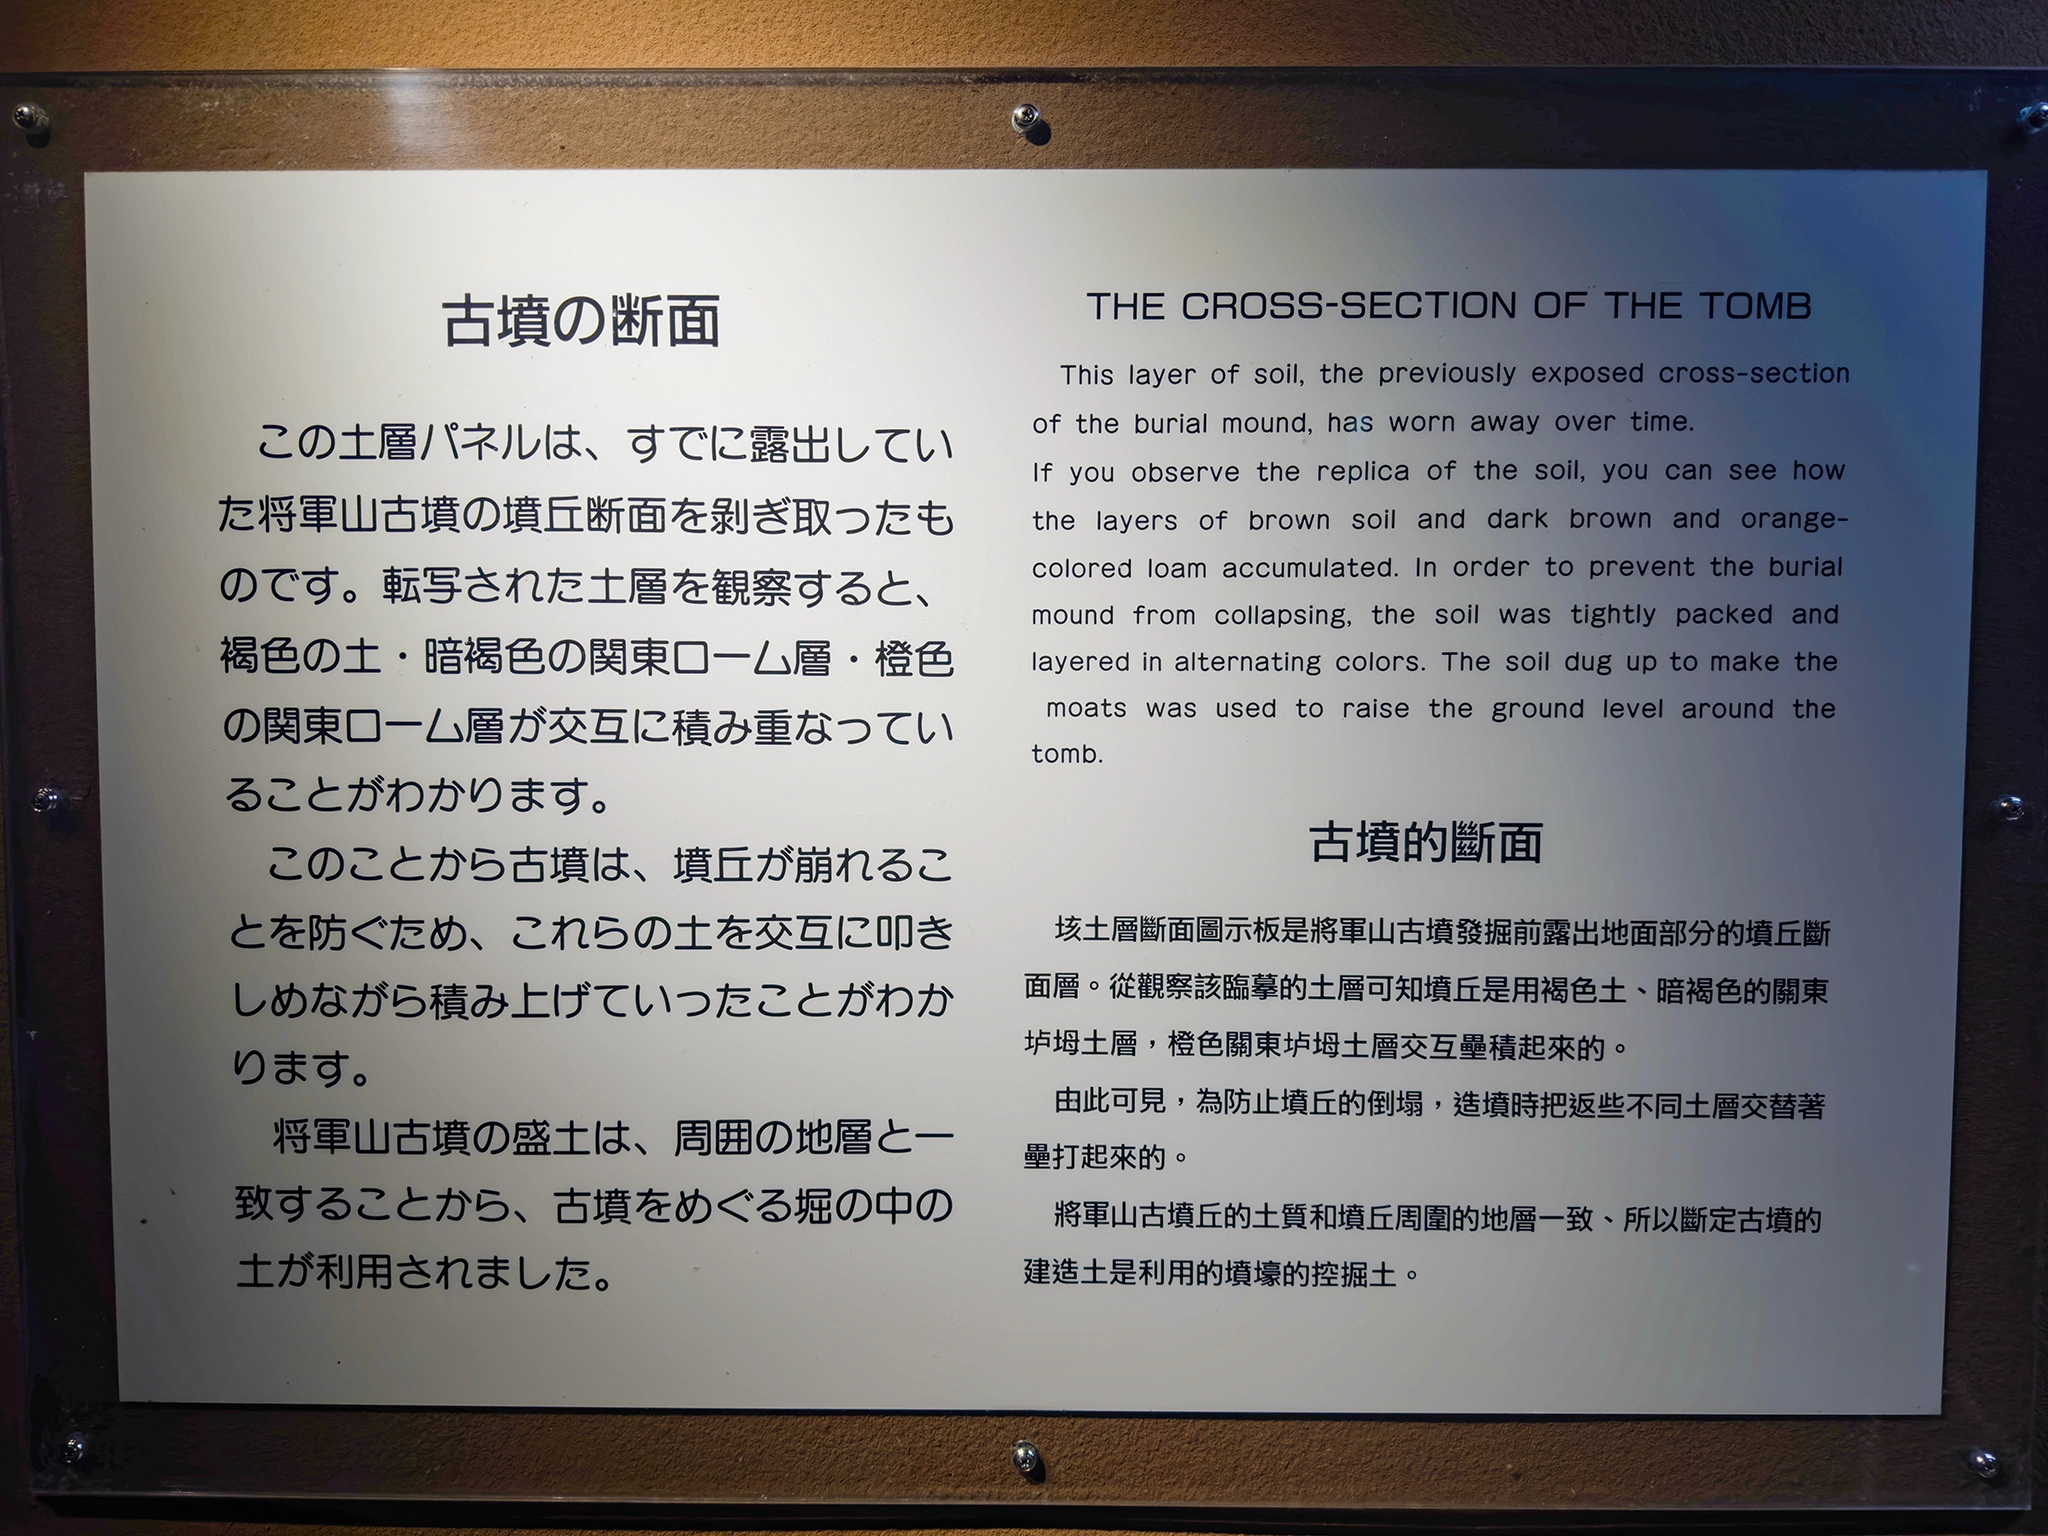 古墳の断面
この土層パネルは、すでに露出してい
た将軍山古墳の墳丘断面を剥ぎ取ったも
のです。転写された土層を観察すると、
褐色の土・暗褐色の関東ローム層・橙色
の関東ローム層が交互に積み重なってい
ることがわかります。
このことから古墳は、墳丘が崩れるこ
とを防ぐため、これらの土を交互に叩き
しめながら積み上げていったことがわか
ります。
将軍山古墳の盛土は、周囲の地層と一
致することから、古墳をめぐる堀の中の
土が利用されました。
THE CROSS-SECTION OF THE TOMB
This layer of soil, the previously exposed cross-section
of the burial mound, has worn away over time.
If you observe the replica of the soil, you can see how
the layers of brown soil and dark brown and orange-
colored loam accumulated. In order to prevent the burial
mound from collapsing, the soil was tightly packed and
layered in alternating colors. The soil dug up to make the
moats was used to raise the ground level around the
tomb.
古墳的斷面
該土層斷面圖示板是將軍山古墳發掘前露出地面部分的墳丘斷
面層。從觀察該臨摹的土層可知墳丘是用褐色土、暗褐色的關東
垆坶土層，橙色關東垆坶土層交互壘積起來的。
由此可見，為防止墳丘的倒塌，造墳時把返些不同土層交替著
壘打起來的。
將軍山古墳丘的土質和墳丘周圍的地層一致、所以斷定古墳的
建造土是利用的墳壕的控掘土。